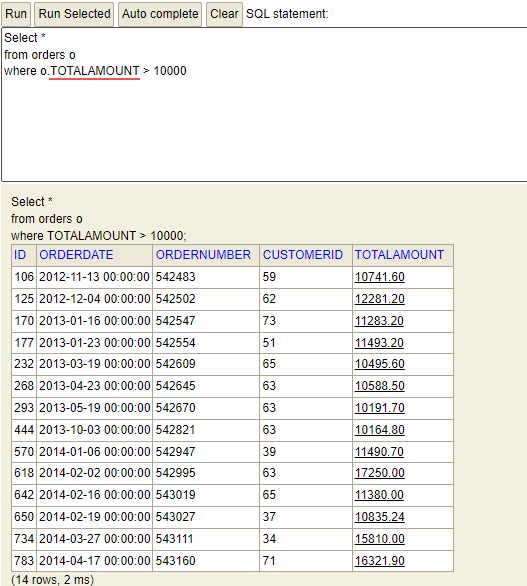 Run Run Selected Auto complete Clear SQL statement:
Select *
from orders o
where o.TOTALAMOUNT > 10000
Select *
from orders o
where TOTALAMOUNT > 10000;
ID ORDERDATE ORDERNUMBER CUSTOMERID TOTALAMOUNT
106 2012-11-13 00:00:00 542483 59 10741.60
125 2012-12-04 00:00:00 542502 62 12281.20
170 2013-01-16 00:00:00 542547 73 11283.20
177 2013-01-23 00:00:00 542554 51 11493.20
232 2013-03-19 00:00:00 542609 65 10495.60
268 2013-04-23 00:00:00 542645 63 10588.50
293 2013-05-19 00:00:00 542670 63 10191.70
444 2013-10-03 00:00:00 542821 63 10164.80
570 2014-01-06 00:00:00 542947 39 11490.70
618 2014-02-02 00:00:00 542995 63 17250.00
642 2014-02-16 00:00:00 543019 65 11380.00
650 2014-02-19 00:00:00 543027 37 10835.24
734 2014-03-27 00:00:00 543111 34 15810.00
783 2014-04-17 00:00:00 543160 71 16321.90
(14 rows, 2 ms)